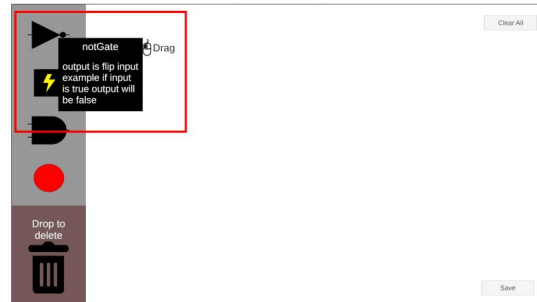 Clear All
notGate
Drag
output is flip input
example if input
is true output will
be false
Drop to
delete
Save